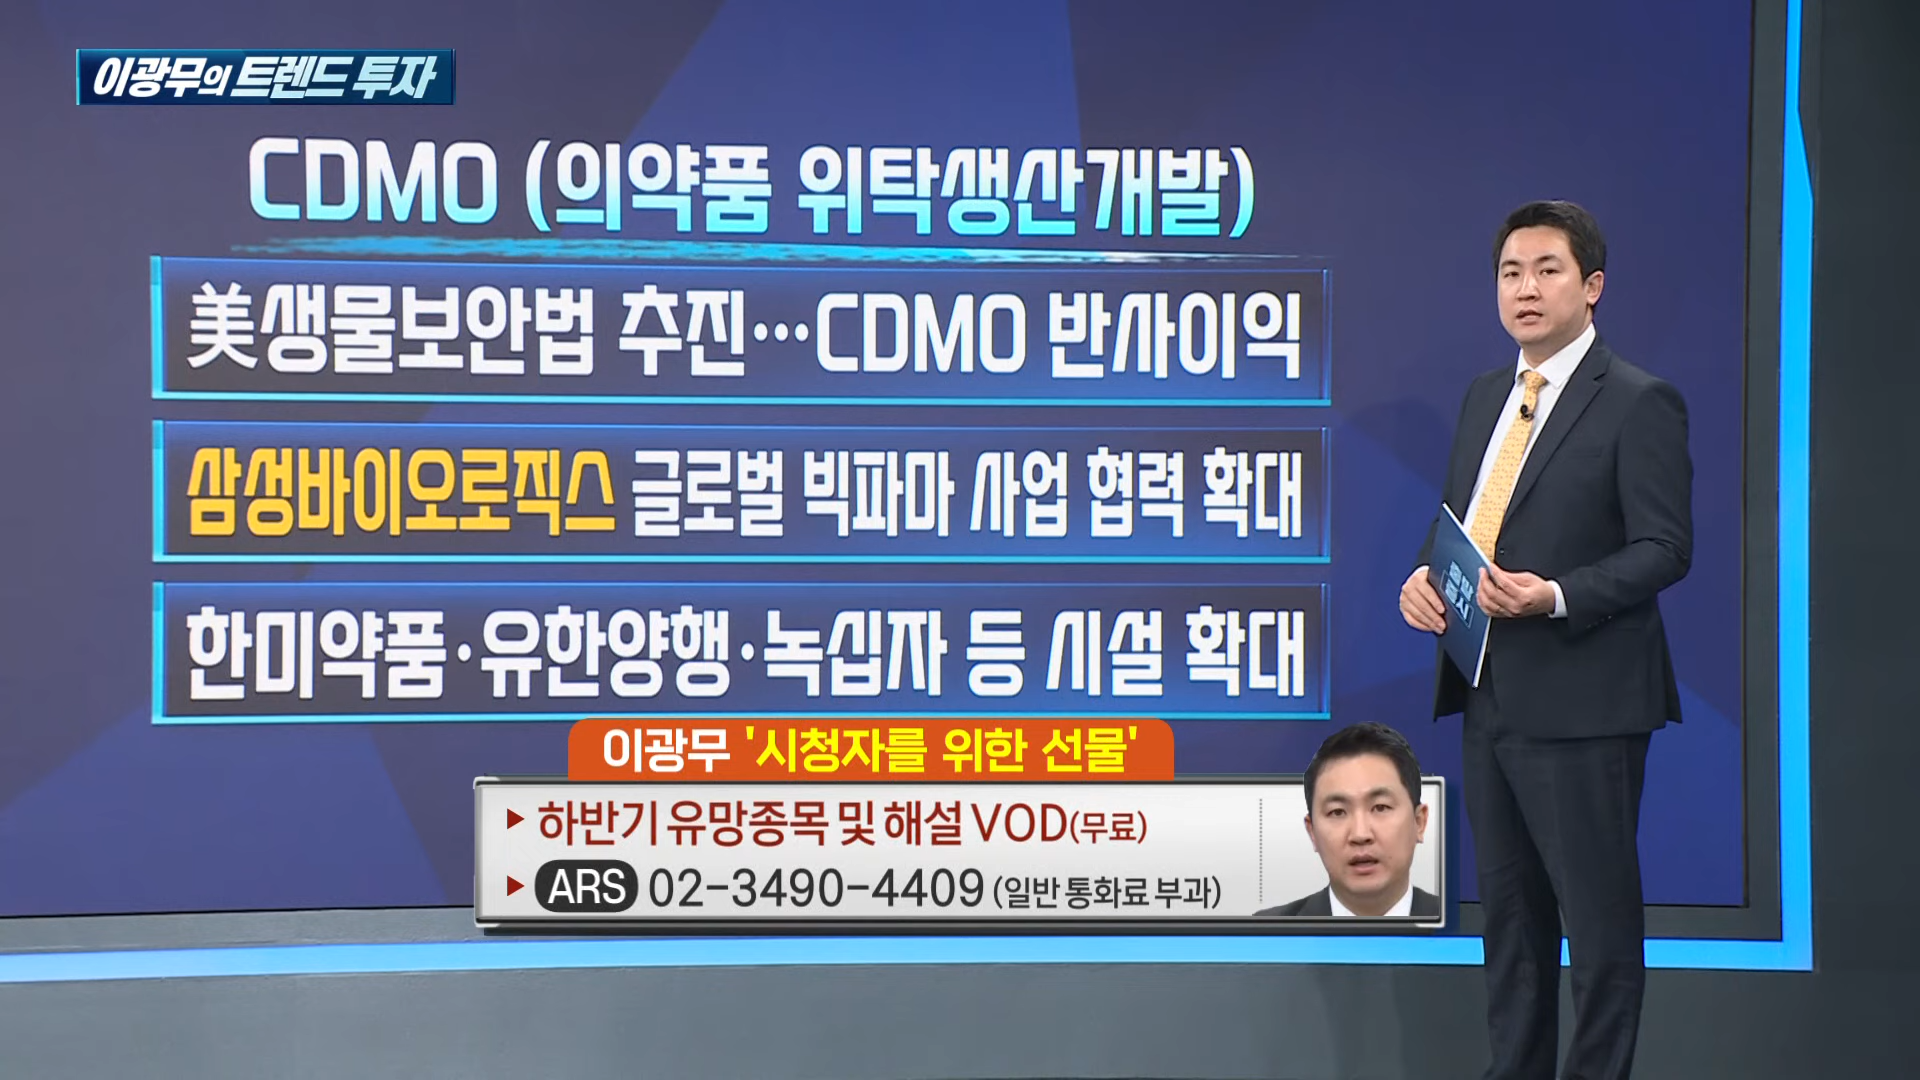 이광무의 트렌드 투자
CDMO (의약품 위탁생산개발)
美생물보안법 추진…CDMO 반사이익
삼성바이오로직스 글로벌 빅파마 사업 협력 확대
한미약품·유한양행·녹십자 등 시설 확대
이광무 '시청자를 위한 선물'
▶ 하반기 유망종목 및 해설 VOD(무료)
▶ ARS 02-3490-4409 (일반 통화료 부과)